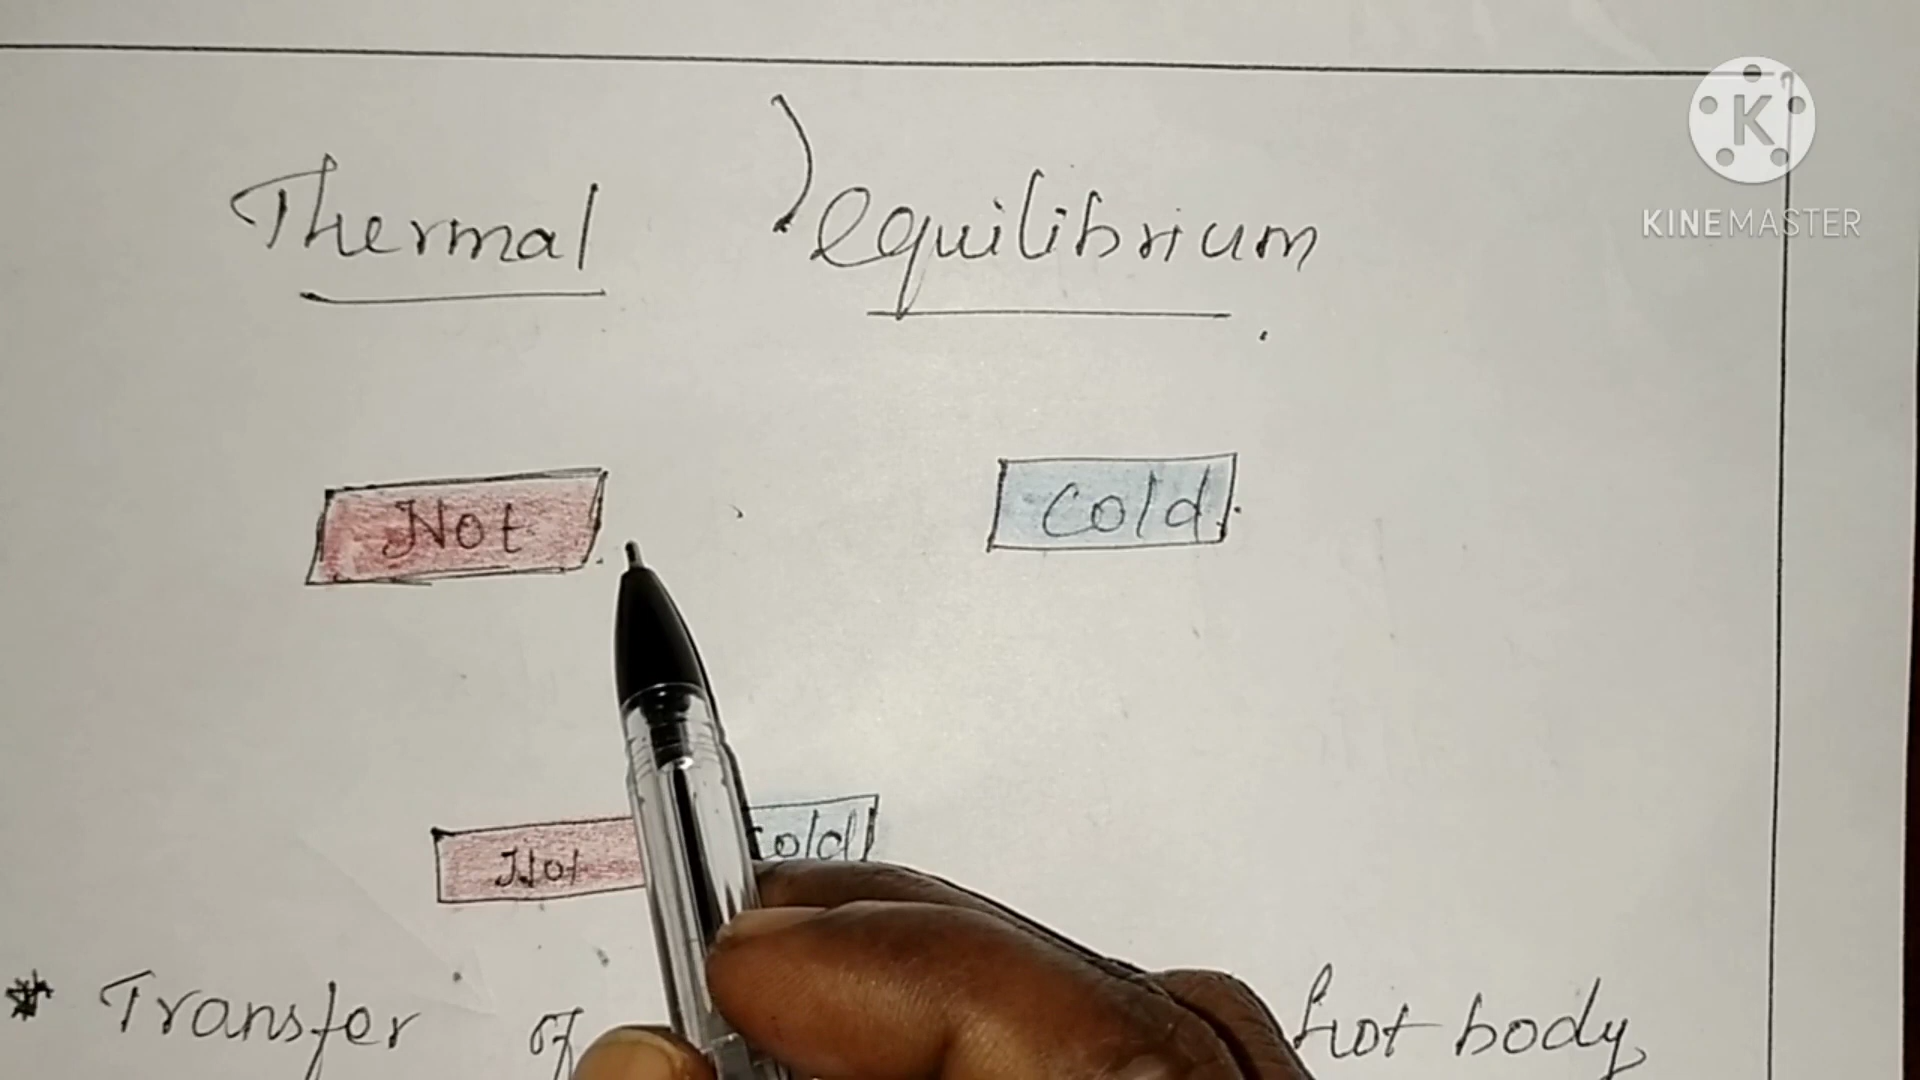 Thermal equilibrium
KINEMASTER
Hot
Cold
Hot
Cold
* Transfer of
hot body